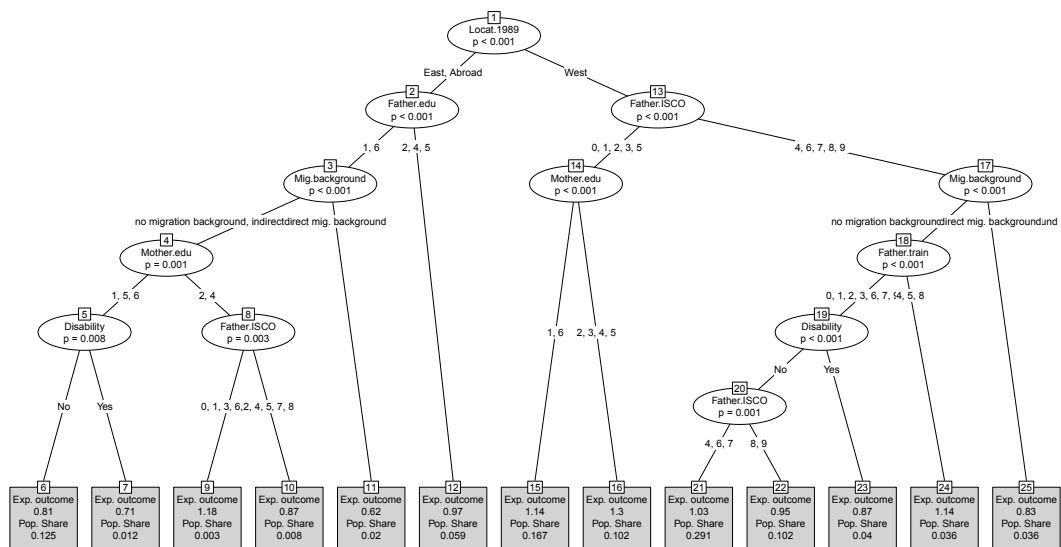 1
Locat.1989
p < 0.001
East, Abroad
West
2
Father.edu
p < 0.001
13
Father.ISCO
p < 0.001
1, 6
2, 4, 5
0, 1, 2, 3, 5
4, 6, 7, 8, 9
3
Mig.background
p < 0.001
14
Mother.edu
p < 0.001
17
Mig.background
p < 0.001
no migration background, indirect
direct mig. background
no migration background
direct mig. background
4
Mother.edu
p = 0.001
18
Father.train
p < 0.001
1, 5, 6
2, 4
0, 1, 2, 3, 6, 7, 9
4, 5, 8
5
Disability
p = 0.008
8
Father.ISCO
p = 0.003
19
Disability
p < 0.001
1, 6
2, 3, 4, 5
No
Yes
20
Father.ISCO
p = 0.001
No
Yes
0, 1, 3, 6,
2, 4, 5, 7, 8
4, 6, 7
8, 9
6
Exp. outcome
0.81
Pop. Share
0.125
7
Exp. outcome
0.71
Pop. Share
0.012
9
Exp. outcome
1.18
Pop. Share
0.003
10
Exp. outcome
0.87
Pop. Share
0.008
11
Exp. outcome
0.62
Pop. Share
0.02
12
Exp. outcome
0.97
Pop. Share
0.059
15
Exp. outcome
1.14
Pop. Share
0.167
16
Exp. outcome
1.3
Pop. Share
0.102
21
Exp. outcome
1.03
Pop. Share
0.291
22
Exp. outcome
0.95
Pop. Share
0.102
23
Exp. outcome
0.87
Pop. Share
0.04
24
Exp. outcome
1.14
Pop. Share
0.036
25
Exp. outcome
0.83
Pop. Share
0.036